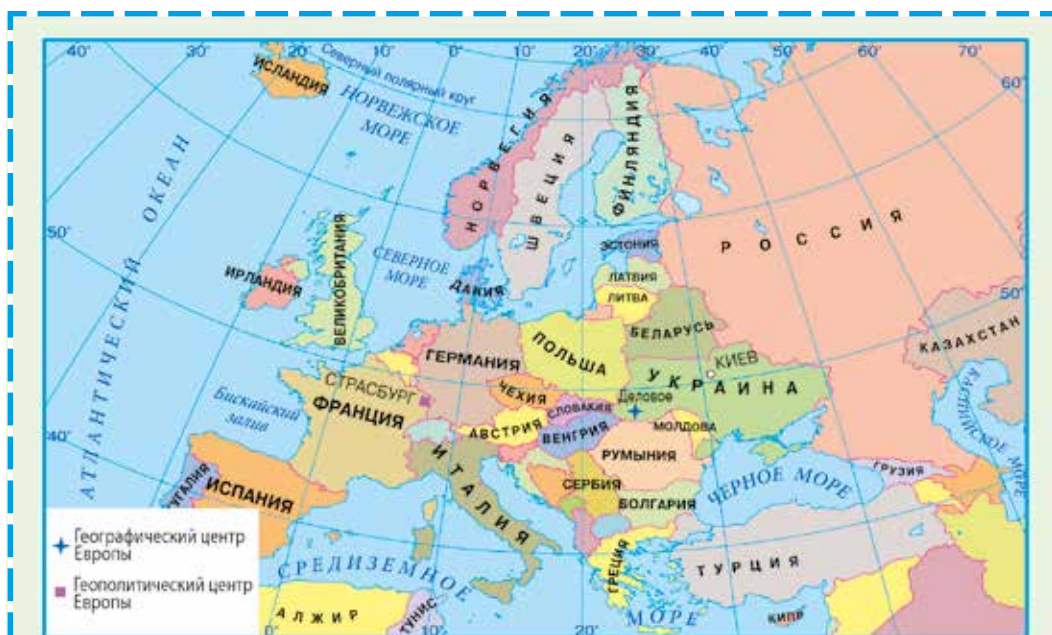 40°
30°
20°
10°
0°
10°
20°
30°
40°
50°
60°
70°
60
50°
40°
50°
ИСЛАНДИЯ
Северный полярный круг
НОРВЕЖСКОЕ
МОРЕ
АТЛАНТИЧЕСКИЙ ОКЕАН
НОРВЕГИЯ
ШВЕЦИЯ
ФИНЛЯНДИЯ
РОССИЯ
ЭСТОНИЯ
ЛАТВИЯ
ЛИТВА
СЕВЕРНОЕ
МОРЕ
ДАНИЯ
ИРЛАНДИЯ
ВЕЛИКОБРИТАНИЯ
БЕЛАРУСЬ
КАЗАХСТАН
ГЕРМАНИЯ
ПОЛЬША
КИЕВ
УКРАИНА
СТРАСБУРГ
ФРАНЦИЯ
ЧЕХИЯ
СЛОВАКИЯ
Деловое
Бискайский
залив
АВСТРИЯ
ВЕНГРИЯ
МОЛДОВА
РУМЫНИЯ
КАСПИЙСКОЕ МОРЕ
ИТАЛИЯ
СЕРБИЯ
БОЛГАРИЯ
ЧЕРНОЕ МОРЕ
ГРУЗИЯ
ТУГАЛИЯ
ИСПАНИЯ
ГРЕЦИЯ
ТУРЦИЯ
СРЕДИЗЕМНОЕ
МОРЕ
КИПР
АЛЖИР
ТУНИС
0°
10°
20°
Географический центр
Европы
Геополитический центр
Европы